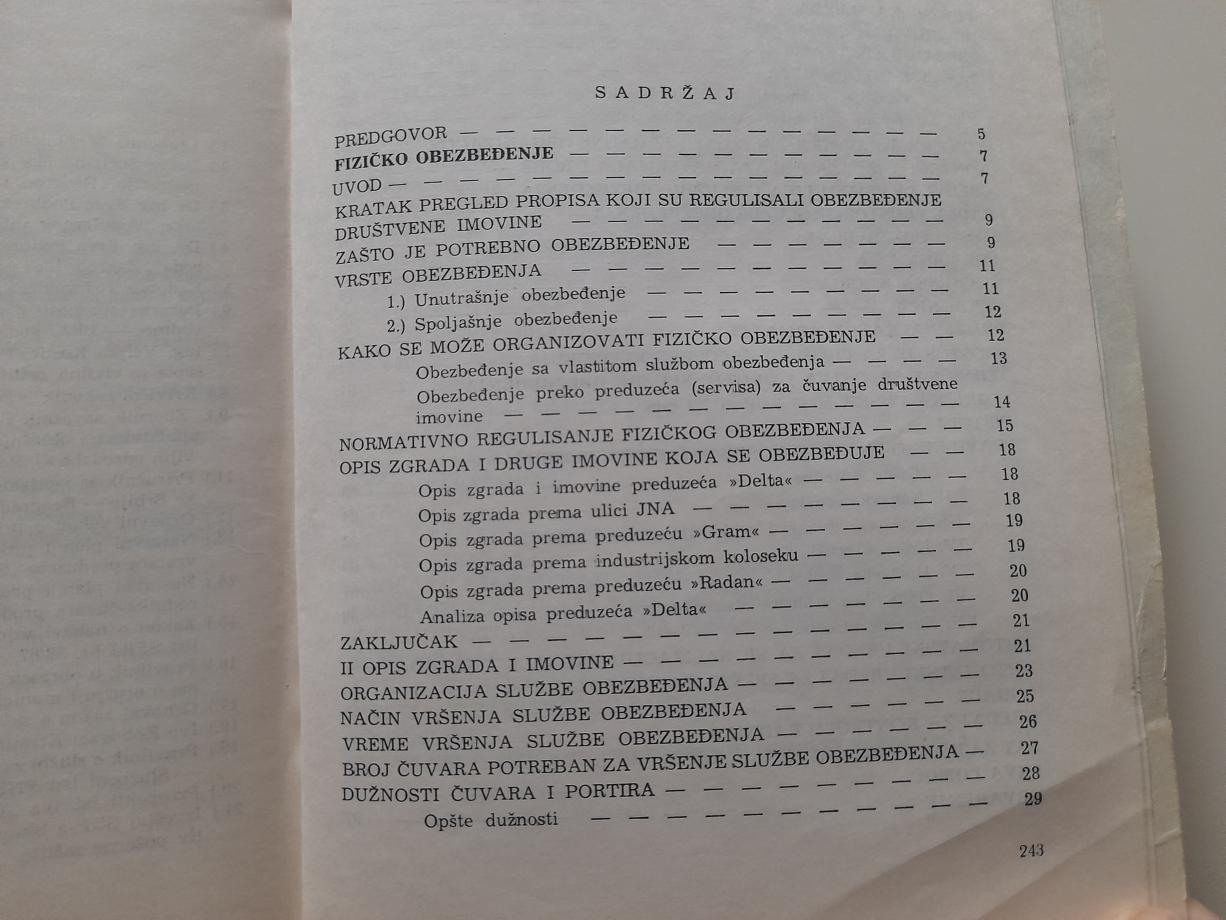 SADRŽAJ
PREDGOVOR — — — — — — — — — — — — — — — 5
FIZIČKO OBEZBEĐENJE — — — — — — — — — — — 7
UVOD — — — — — — — — — — — — — — — — — 7
KRATAK PREGLED PROPISA KOJI SU REGULISALI OBEZBEĐENJE
DRUŠTVENE IMOVINE — — — — — — — — — — — 9
ZAŠTO JE POTREBNO OBEZBEĐENJE — — — — — — — 9
VRSTE OBEZBEĐENJA — — — — — — — — — — — 11
1.) Unutrašnje obezbeđenje — — — — — — — — — 11
2.) Spoljašnje obezbeđenje — — — — — — — — — 12
KAKO SE MOŽE ORGANIZOVATI FIZIČKO OBEZBEĐENJE — — 12
Obezbeđenje sa vlastiitom službom obezbeđenja — — — — 13
Obezbeđenje preko preduzeća (servisa) za čuvanje društvene
imovine — — — — — — — — — — — — — 14
NORMATIVNO REGULISANJE FIZIČKOG OBEZBEĐENJA — — — 15
OPIS ZGRADA I DRUGE IMOVINE KOJA SE OBEZBEĐUJE — — 18
Opis zgrada i imovine preduzeća »Delta« — — — — — 18
Opis zgrada prema ulici JNA — — — — — — — — — 18
Opis zgrada prema preduzeću »Gram« — — — — — — 19
Opis zgrada prema industrijskom koloseku — — — — — 19
Opis zgrada prema preduzeću »Radan« — — — — — — 20
Analiza opisa preduzeća »Delta« — — — — — — — 20
ZAKLJUČAK — — — — — — — — — — — — — — — 21
II OPIS ZGRADA I IMOVINE — — — — — — — — — — 21
ORGANIZACIJA SLUŽBE OBEZBEĐENJA — — — — — — — 23
NAČIN VRŠENJA SLUŽBE OBEZBEĐENJA — — — — — — 25
VREME VRŠENJA SLUŽBE OBEZBEĐENJA — — — — — — 26
BROJ ČUVARA POTREBAN ZA VRŠENJE SLUŽBE OBEZBEĐENJA — 27
DUŽNOSTI ČUVARA I PORTIRA — — — — — — — — — 28
Opšte dužnosti — — — — — — — — — — — 29
243